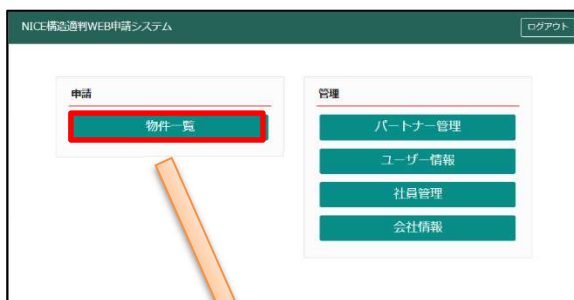 NICE構造適判WEB申請システム
ログアウト
申請
物件一覧
管理
パートナー管理
ユーザー情報
社員管理
会社情報